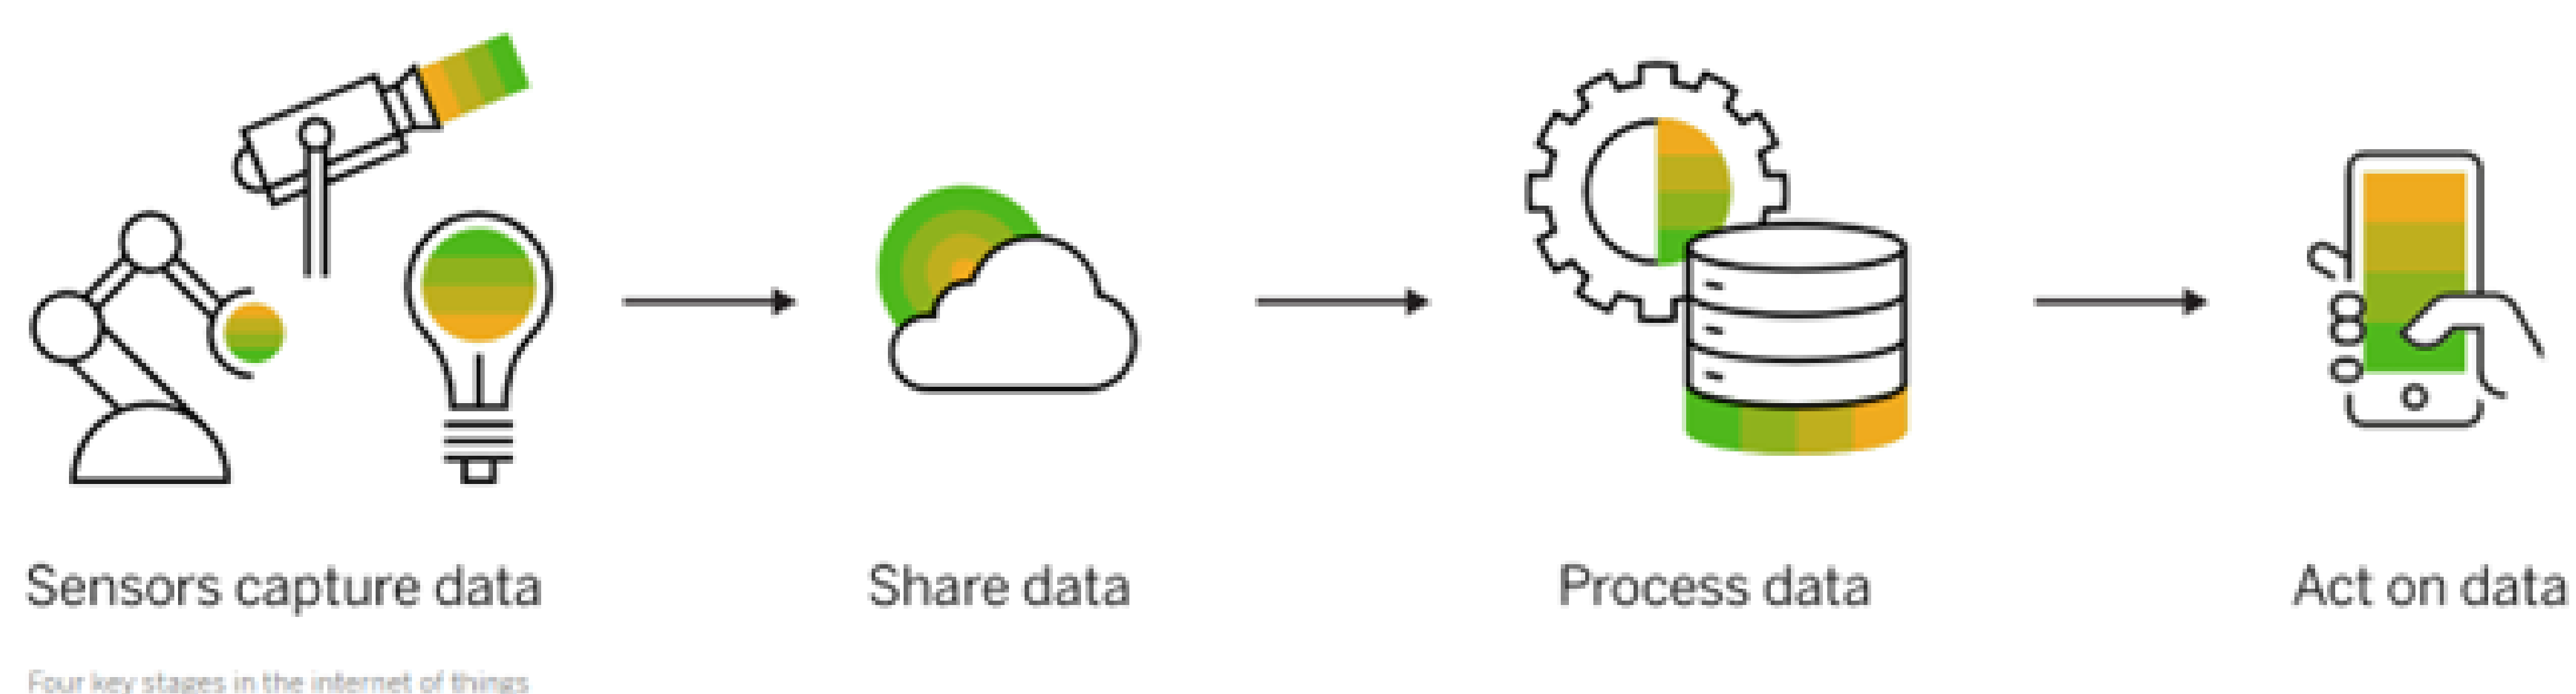 Sensors capture data
Share data
Process data
Act on data
Four key stages in the internet of things